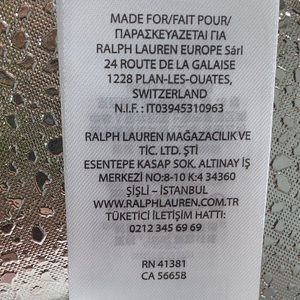 MADE FOR/FAIT POUR/
ΠΑΡΑΣΚΕΥΑΖΕΤΑΙ ΓΙΑ
RALPH LAUREN EUROPE Sárl
24 ROUTE DE LA GALAISE
1228 PLAN-LES-OUATES,
SWITZERLAND
N.I.F. : IT03945310963
RALPH LAUREN MAĞAZACILIK VE
TİC. LTD. ŞTİ
ESENTEPE KASAP SOK. ALTINAY İŞ
MERKEZİ NO:8-10 K:4 34360
ŞİŞLİ - İSTANBUL
WWW.RALPHLAUREN.COM.TR
TÜKETİCİ İLETİŞİM HATTI:
0212 345 69 69
RN 41381
CA 56658